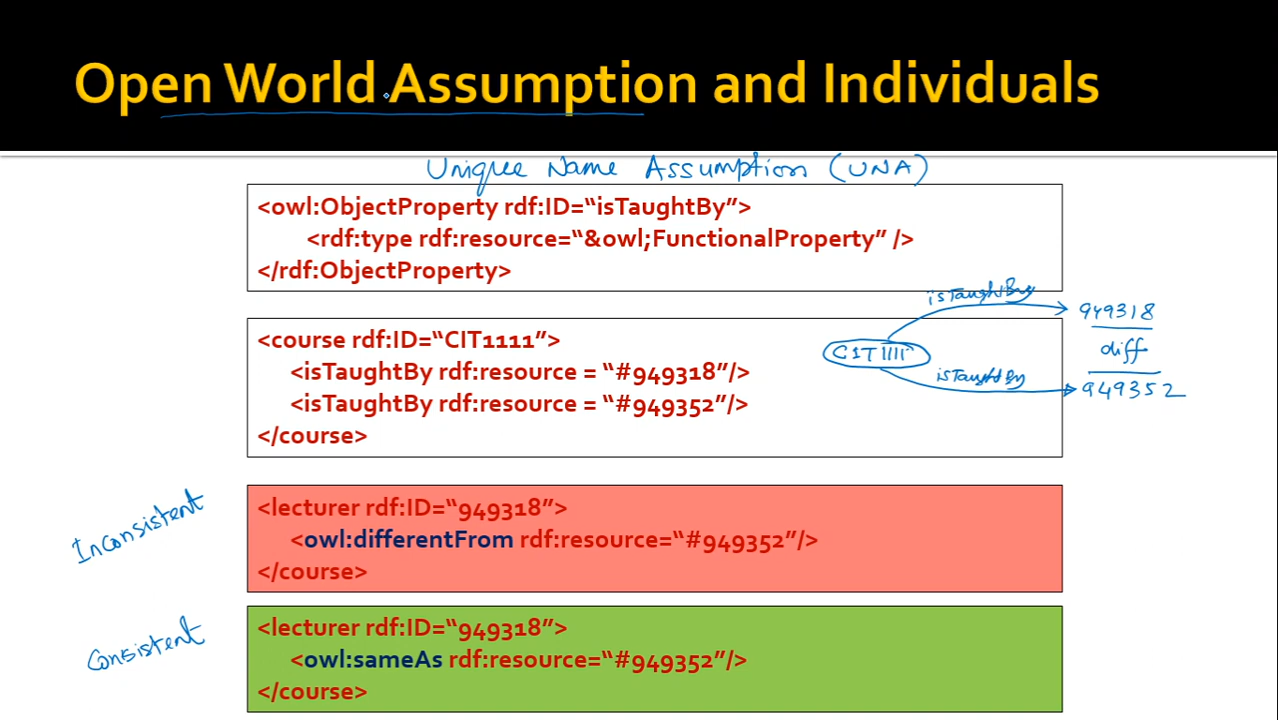 Open World Assumption and Individuals
Unique Name Assumption (UNA)
<owl:ObjectProperty rdf:ID=“isTaughtBy”>
<rdf:type rdf:resource=“&owl;FunctionalProperty” />
</rdf:ObjectProperty>
<course rdf:ID=“CIT1111”>
<isTaughtBy rdf:resource = “#949318”/>
<isTaughtBy rdf:resource = “#949352”/>
</course>
isTaughtBy
949318
CIT1111
diff
isTaughtBy
949352
Inconsistent
<lecturer rdf:ID=“949318”>
<owl:differentFrom rdf:resource=“#949352”/>
</course>
Consistent
<lecturer rdf:ID=“949318”>
<owl:sameAs rdf:resource=“#949352”/>
</course>